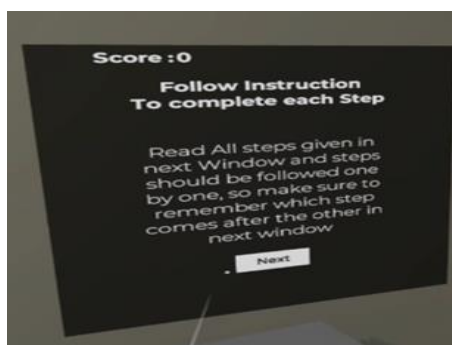 Score :0
Follow Instruction
To complete each Step
Read All steps given in
next Window and steps
should be followed one
by one, so make sure to
remember which step
comes after the other in
next window
Next